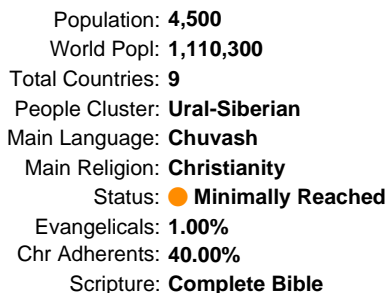 Population: 4,500
World Popl: 1,110,300
Total Countries: 9
People Cluster: Ural-Siberian
Main Language: Chuvash
Main Religion: Christianity
Status: Minimally Reached
Evangelicals: 1.00%
Chr Adherents: 40.00%
Scripture: Complete Bible